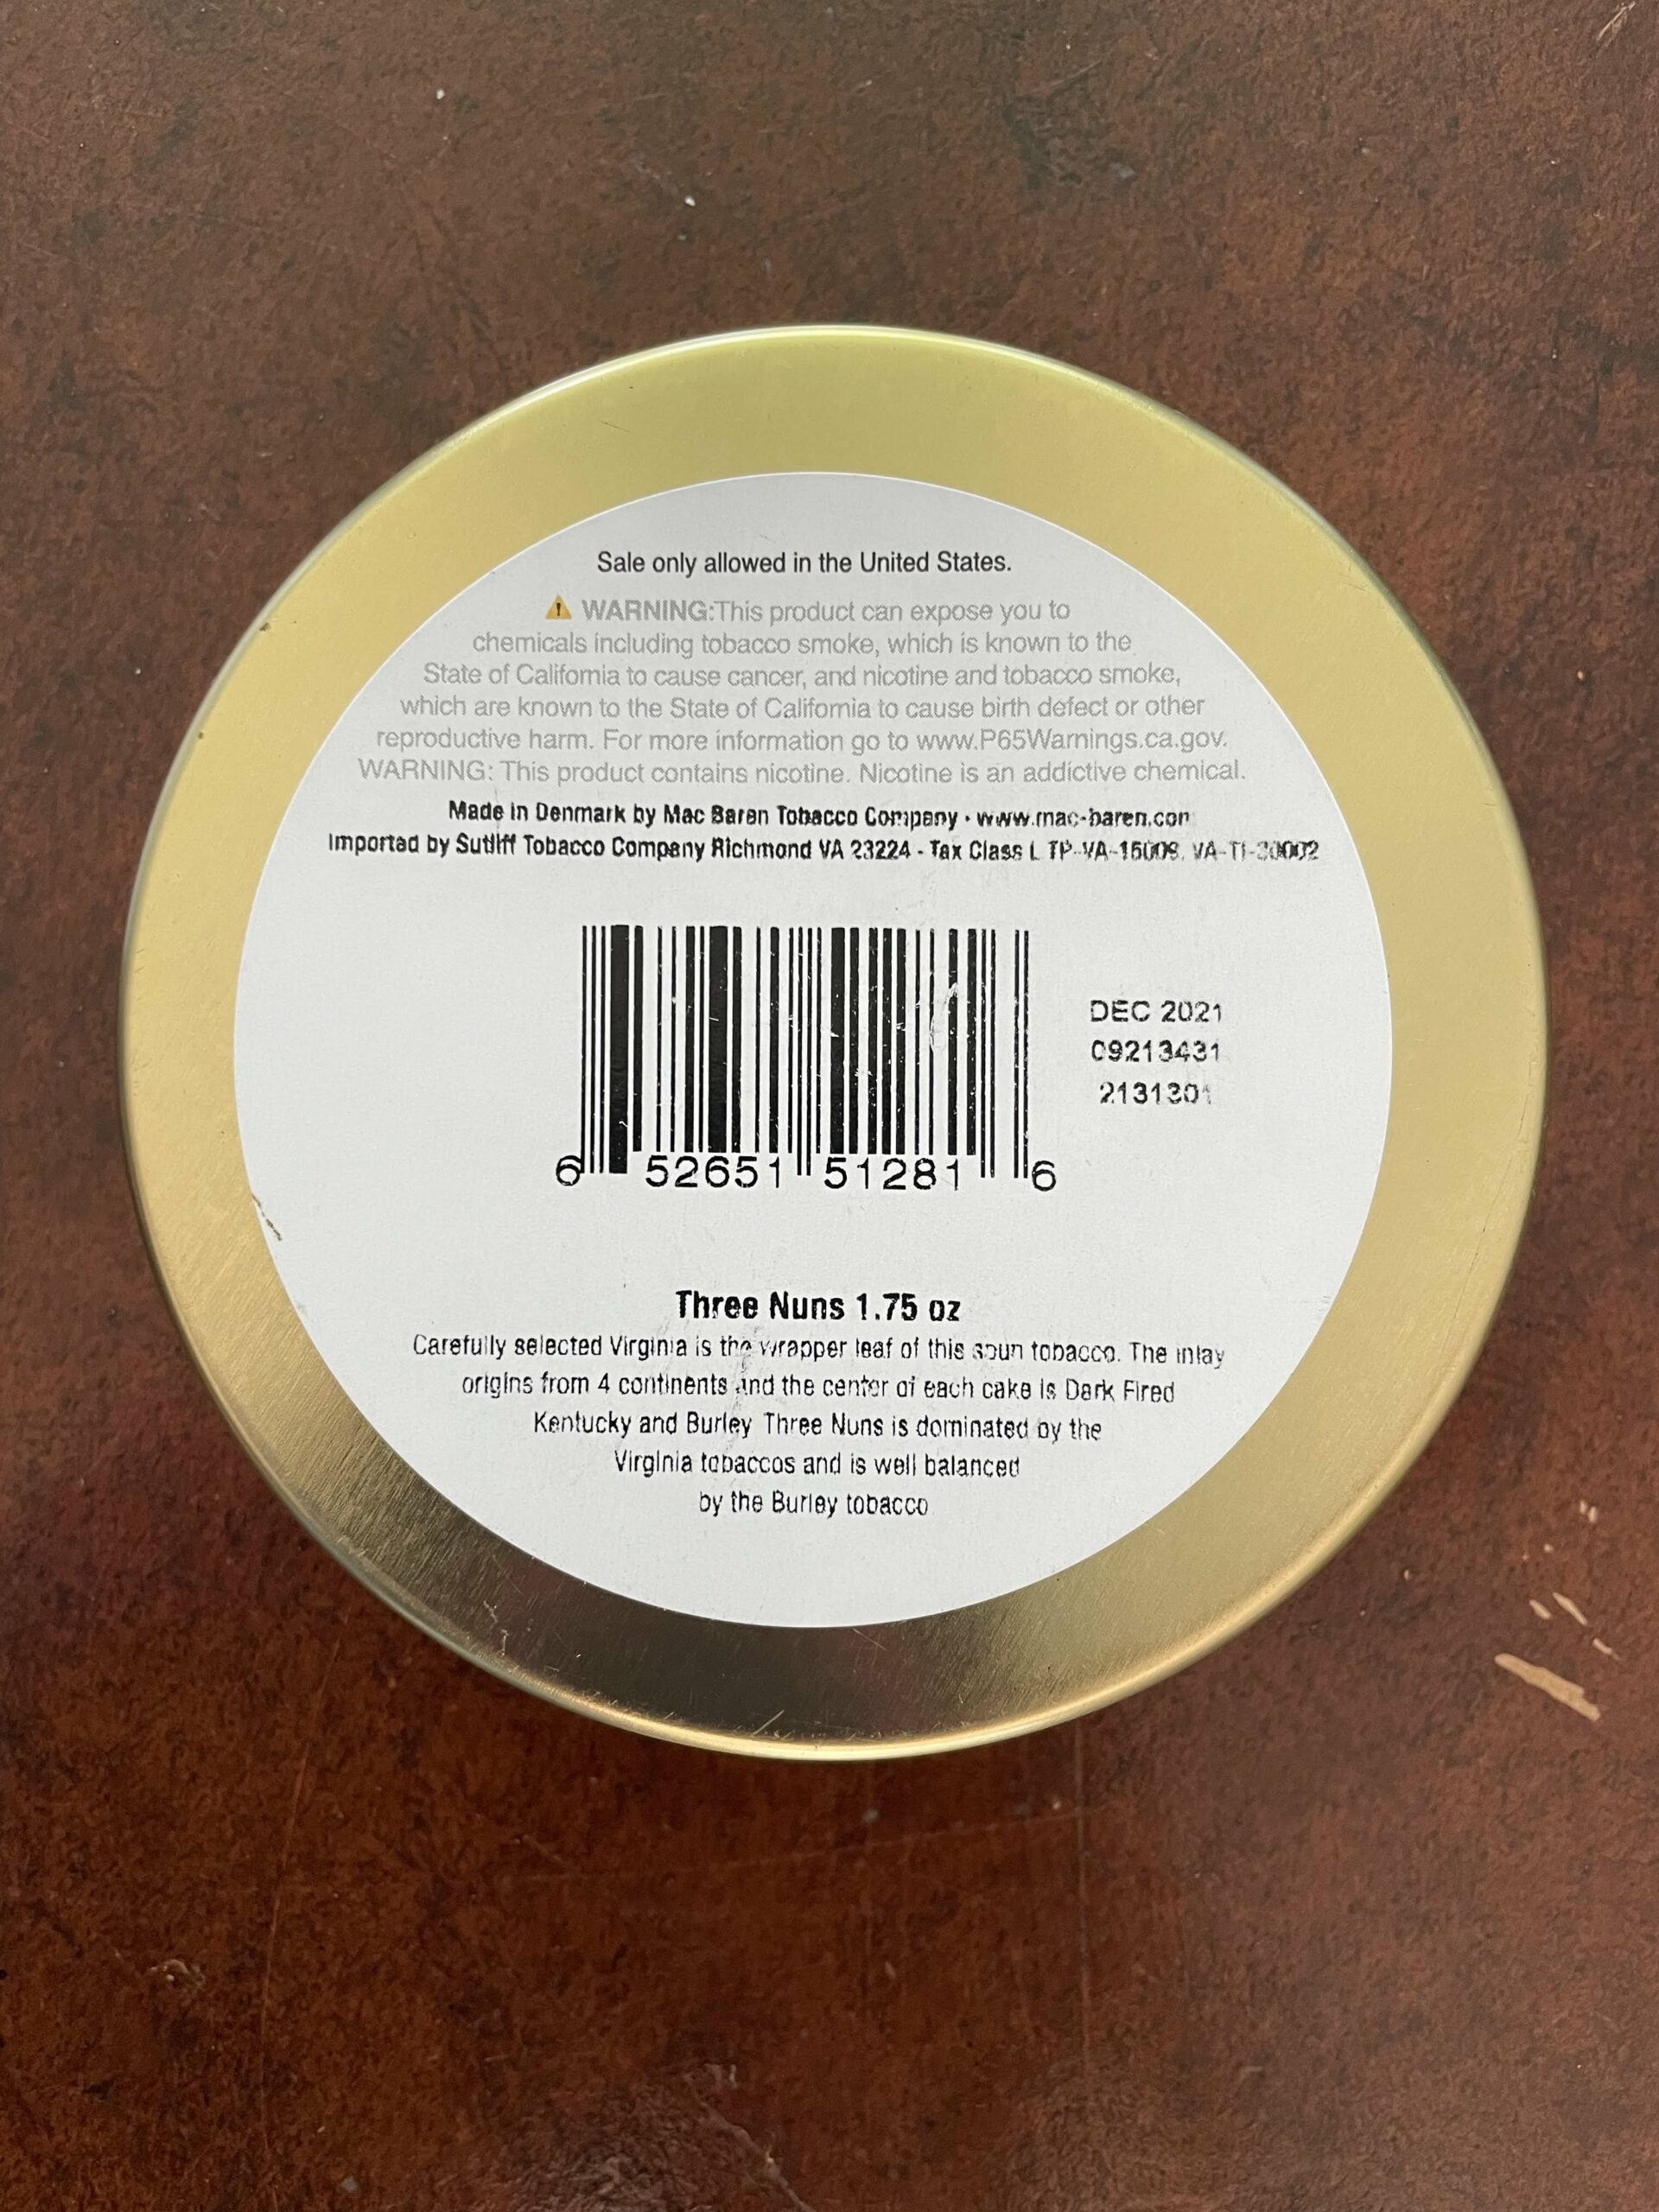 Sale only allowed in the United States.
⚠ WARNING:This product can expose you to
chemicals including tobacco smoke, which is known to the
State of California to cause cancer, and nicotine and tobacco smoke,
which are known to the State of California to cause birth defect or other
reproductive harm. For more information go to www.P65Warnings.ca.gov.
WARNING: This product contains nicotine. Nicotine is an addictive chemical.
Made in Denmark by Mac Baren Tobacco Company • www.mac-baren.com
Imported by Sutliff Tobacco Company Richmond VA 23224 - Tax Class L TP-VA-15009, VA-TI-30002
DEC 2021
09213431
2131301
6 52651 51281 6
Three Nuns 1.75 oz
Carefully selected Virginia is the wrapper leaf of this spun tobacco. The inlay
origins from 4 continents and the center of each cake is Dark Fired
Kentucky and Burley Three Nuns is dominated by the
Virginia tobaccos and is well balanced
by the Burley tobacco